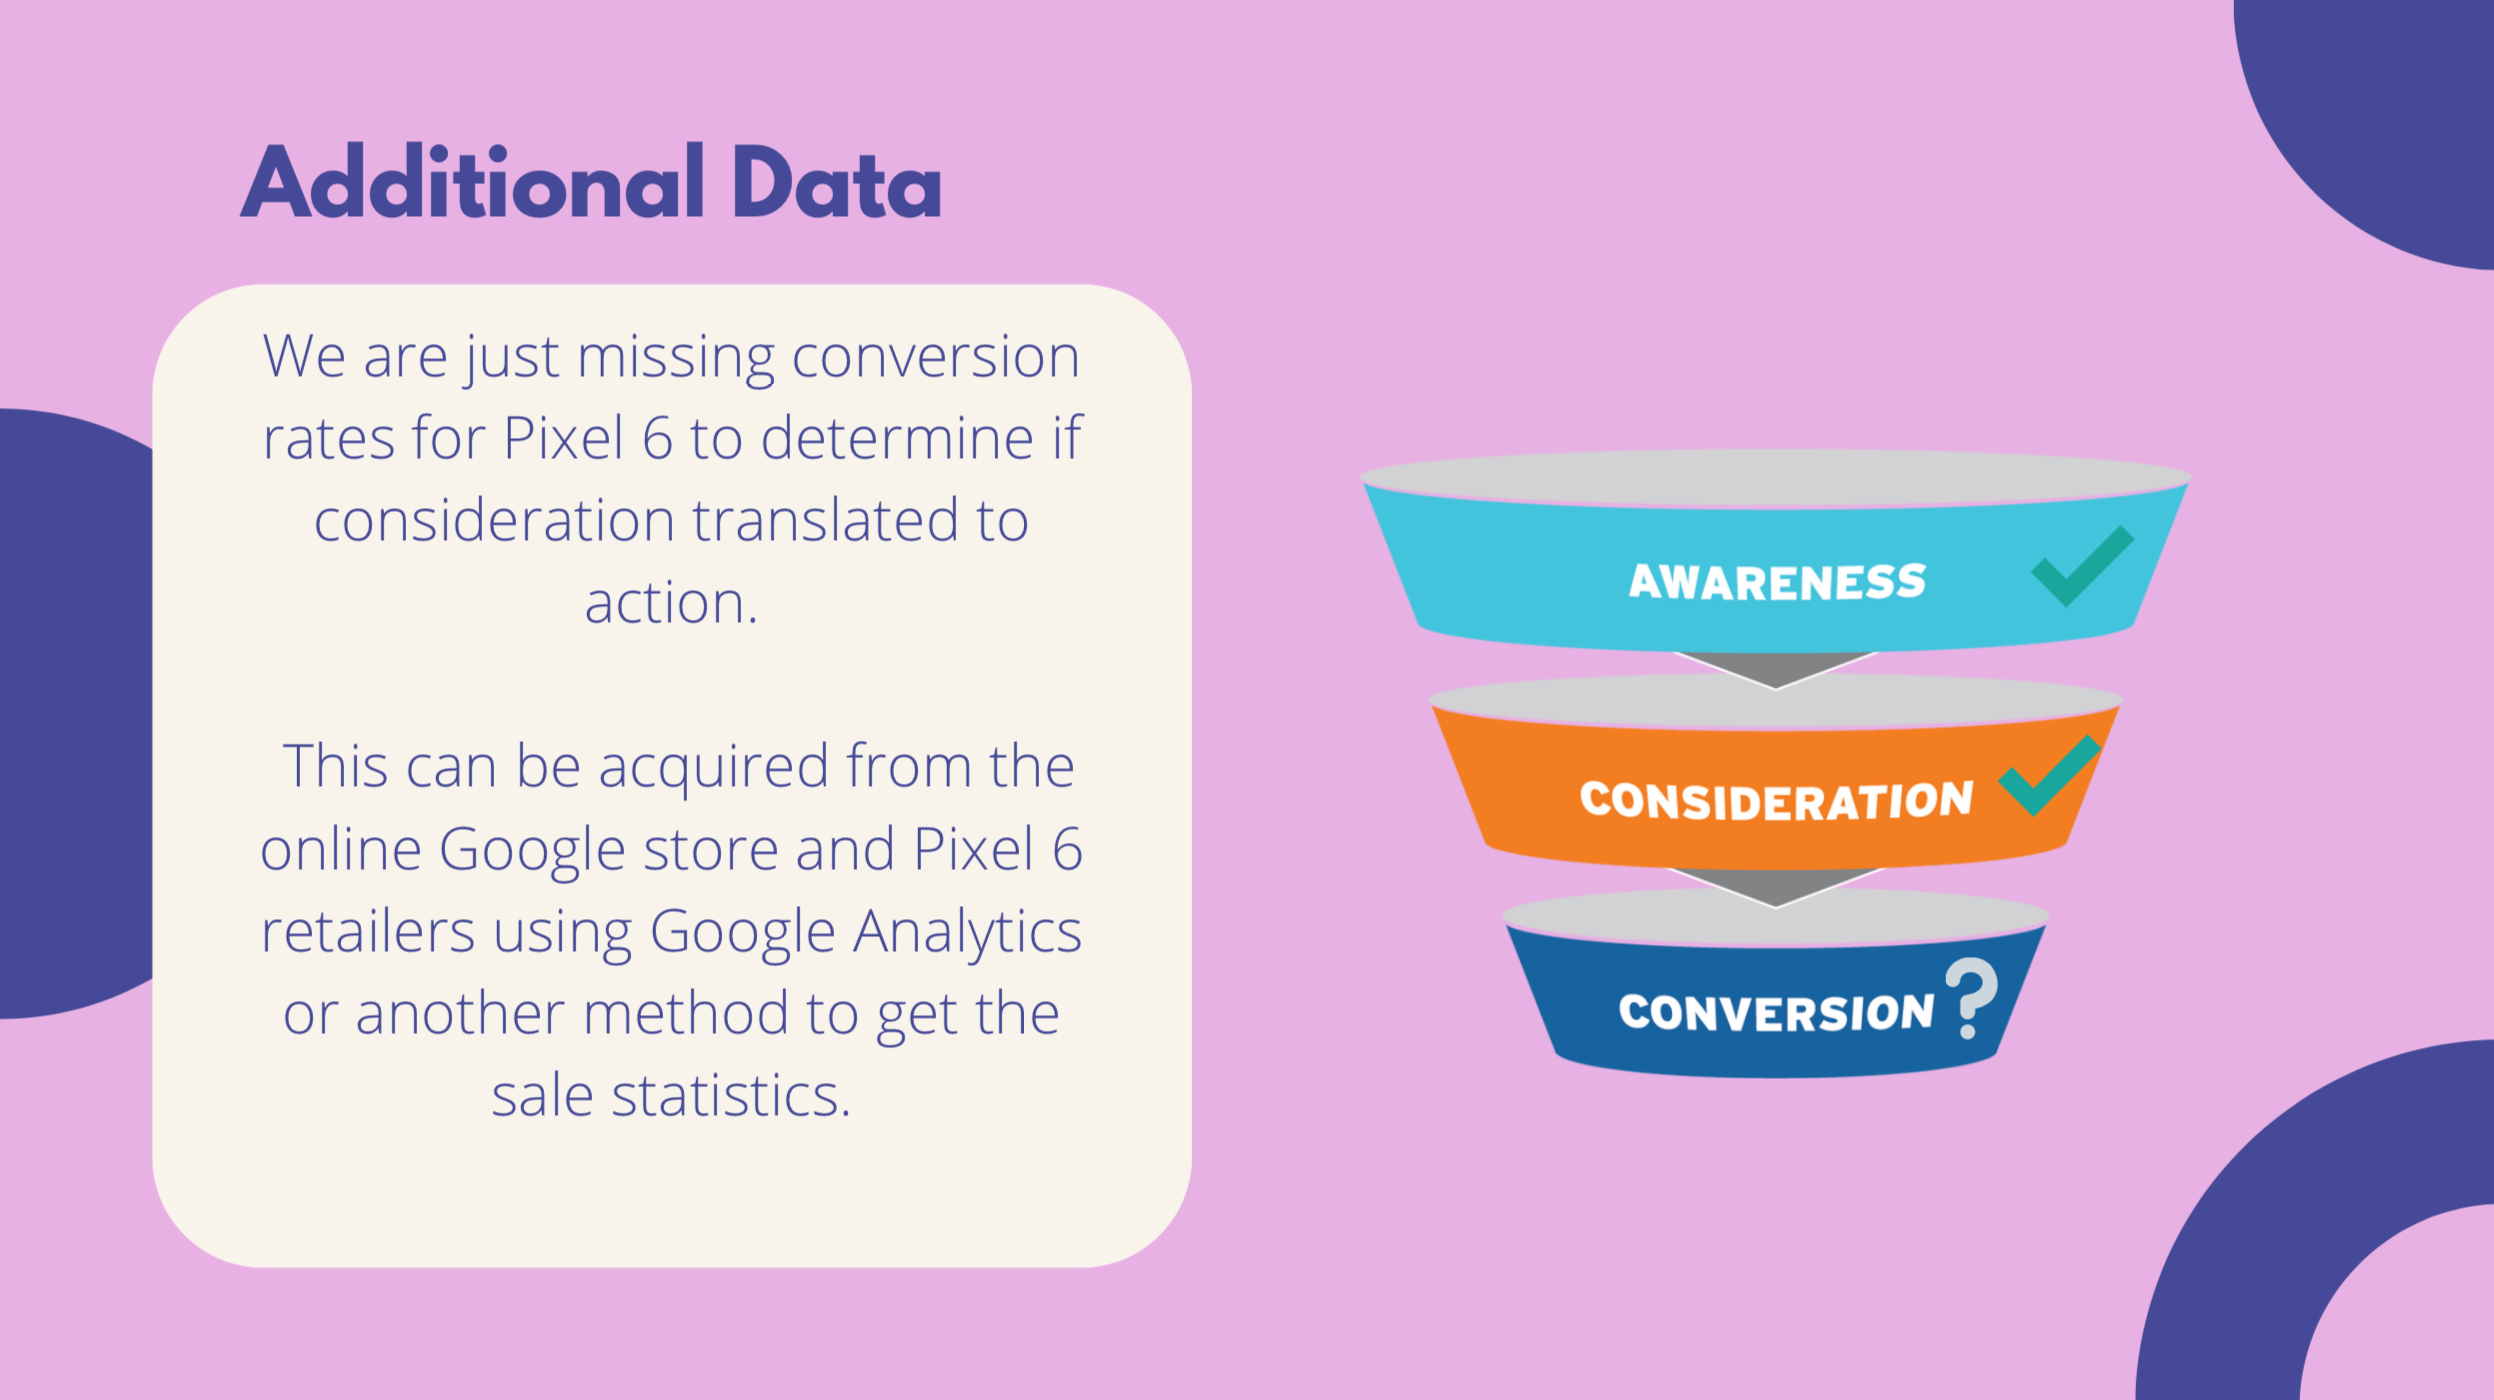 Additional Data
We are just missing conversion
rates for Pixel 6 to determine if
consideration translated to
action.
This can be acquired from the
online Google store and Pixel 6
retailers using Google Analytics
or another method to get the
sale statistics.
AWARENESS
CONSIDERATION
CONVERSION ?